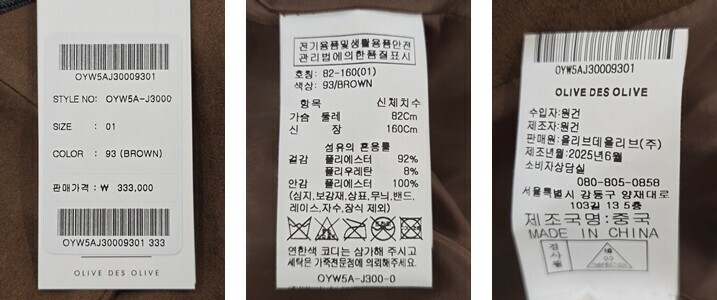 OYW5AJ30009301
STYLE NO: OYW5A-J3000
SIZE : 01
COLOR : 93 (BROWN)
판매가격 : ₩ 333,000
OYW5AJ30009301 333
OLIVE DES OLIVE
전기용품및생활용품안전
관리법에의한품질표시
호칭: 82-160(01)
색상: 93/BROWN
항목 신체치수
가슴 둘레 82Cm
신 장 160Cm
섬유의 혼용률
겉감 폴리에스터 92%
폴리우레탄 8%
안감 폴리에스터 100%
(심지,보강재,상표,무늬,밴드,
레이스,자수,장식 제외)
연한색 코디는 삼가해 주시고
세탁은 가죽전문점에 의뢰해주세요.
OYW5A-J300-0
OYW5AJ30009301
OLIVE DES OLIVE
수입자:원건
제조자:원건
판매원:올리브데올리브(주)
제조년월:2025년6월
소비자상담실
080-805-0858
서울특별시 강동구 양재대로
103길 13 5층
제조국명:중국
MADE IN CHINA
검사필